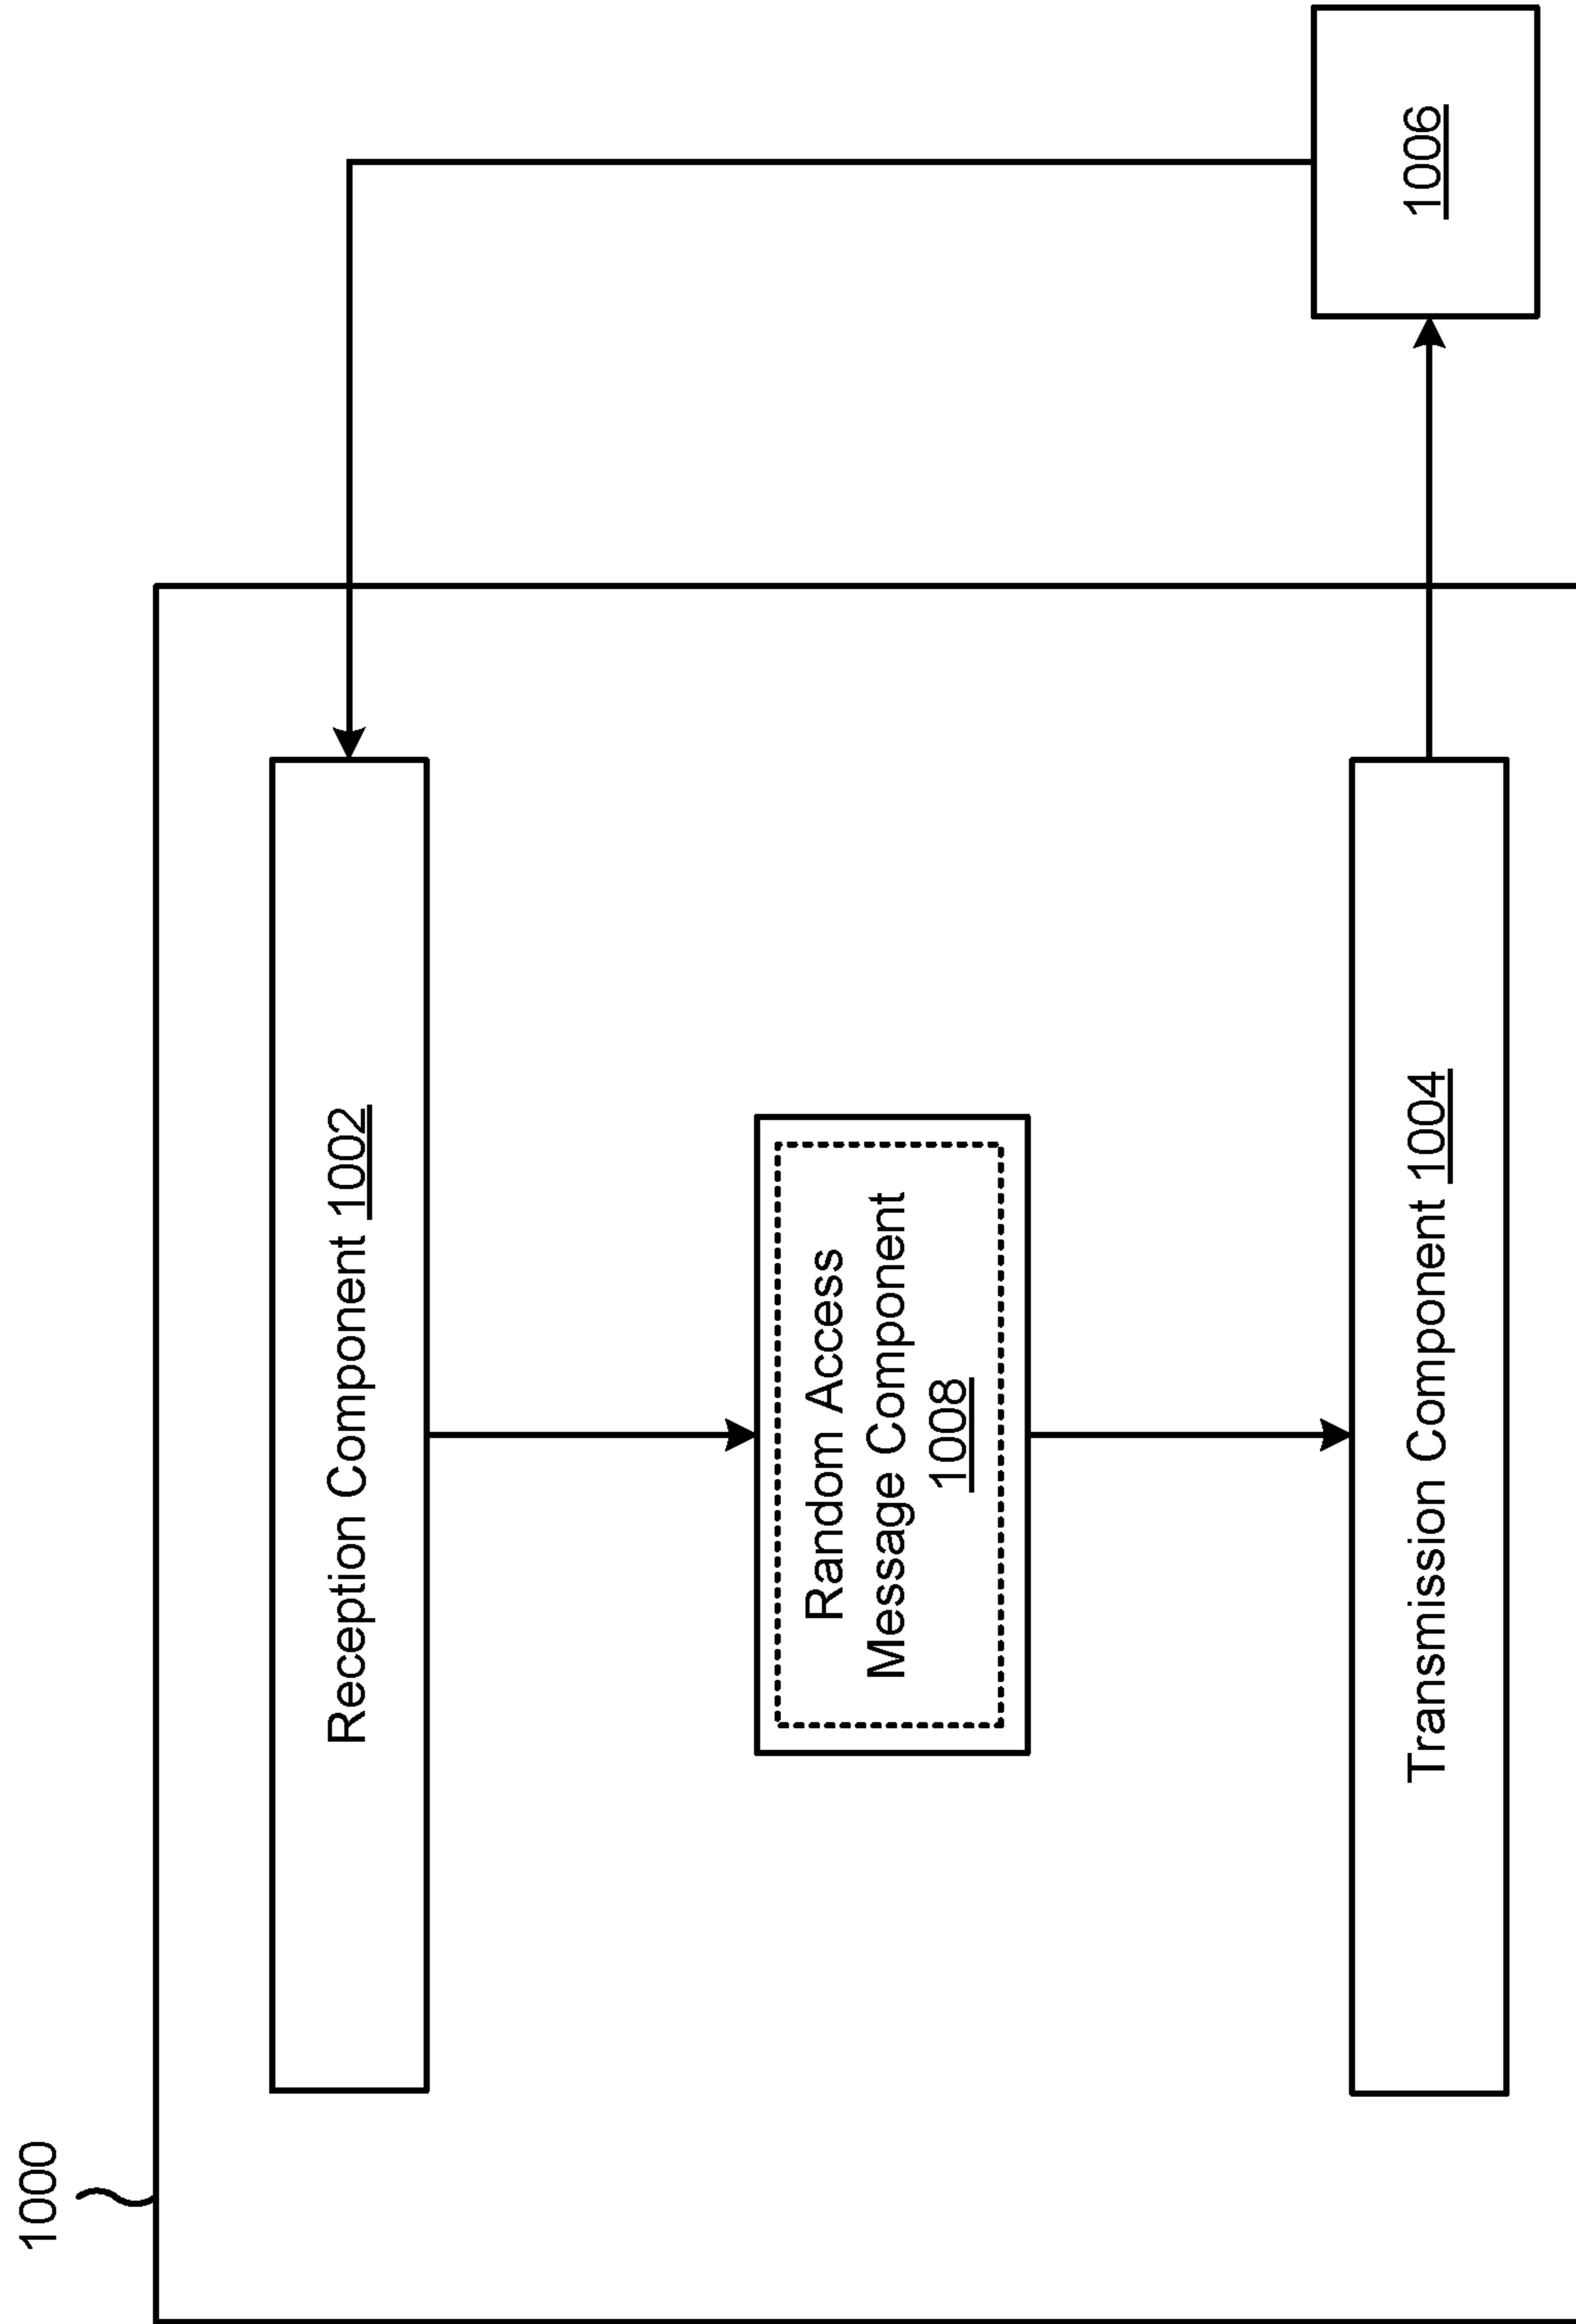 1000
Reception Component 1002
Random Access
Message Component
1008
Transmission Component 1004
1006